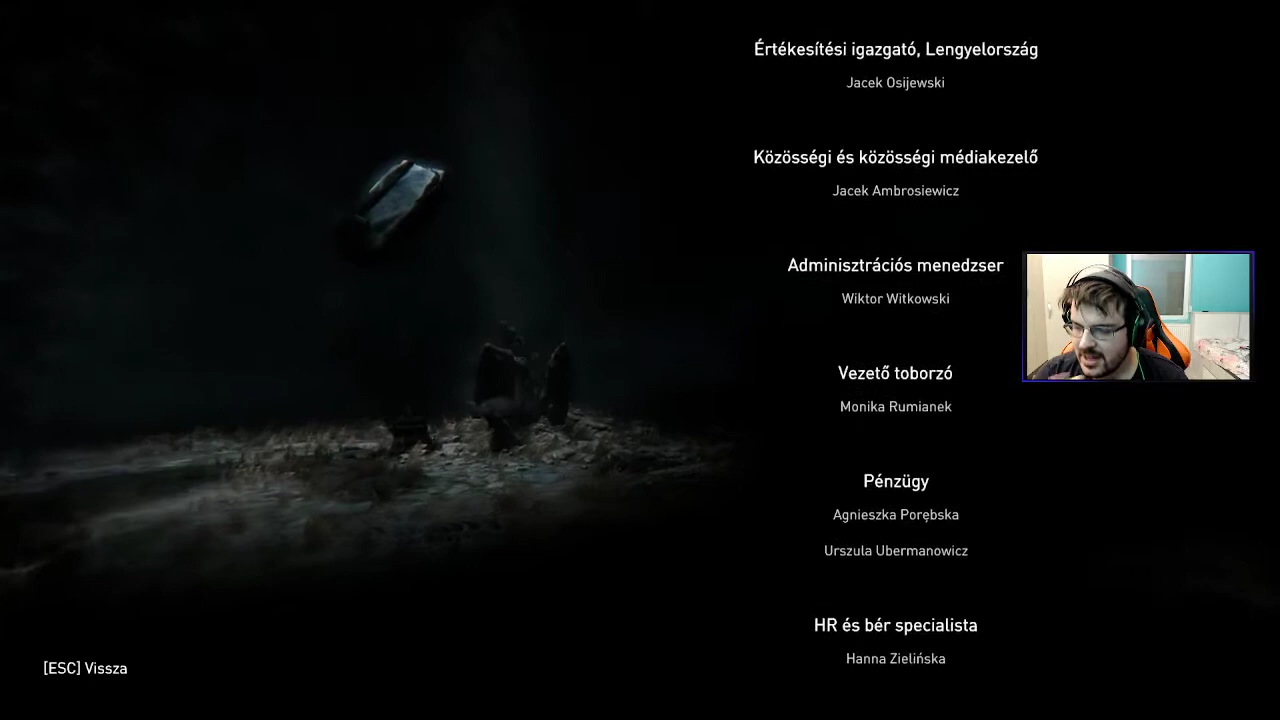 Értékesítési igazgató, Lengyelország
Jacek Osijewski
Közösségi és közösségi médiakezelő
Jacek Ambrosiewicz
Adminisztrációs menedzser
Wiktor Witkowski
Vezető toborzó
Monika Rumianek
Pénzügy
Agnieszka Porębska
Urszula Ubermanowicz
HR és bér specialista
Hanna Zielińska
[ESC] Vissza